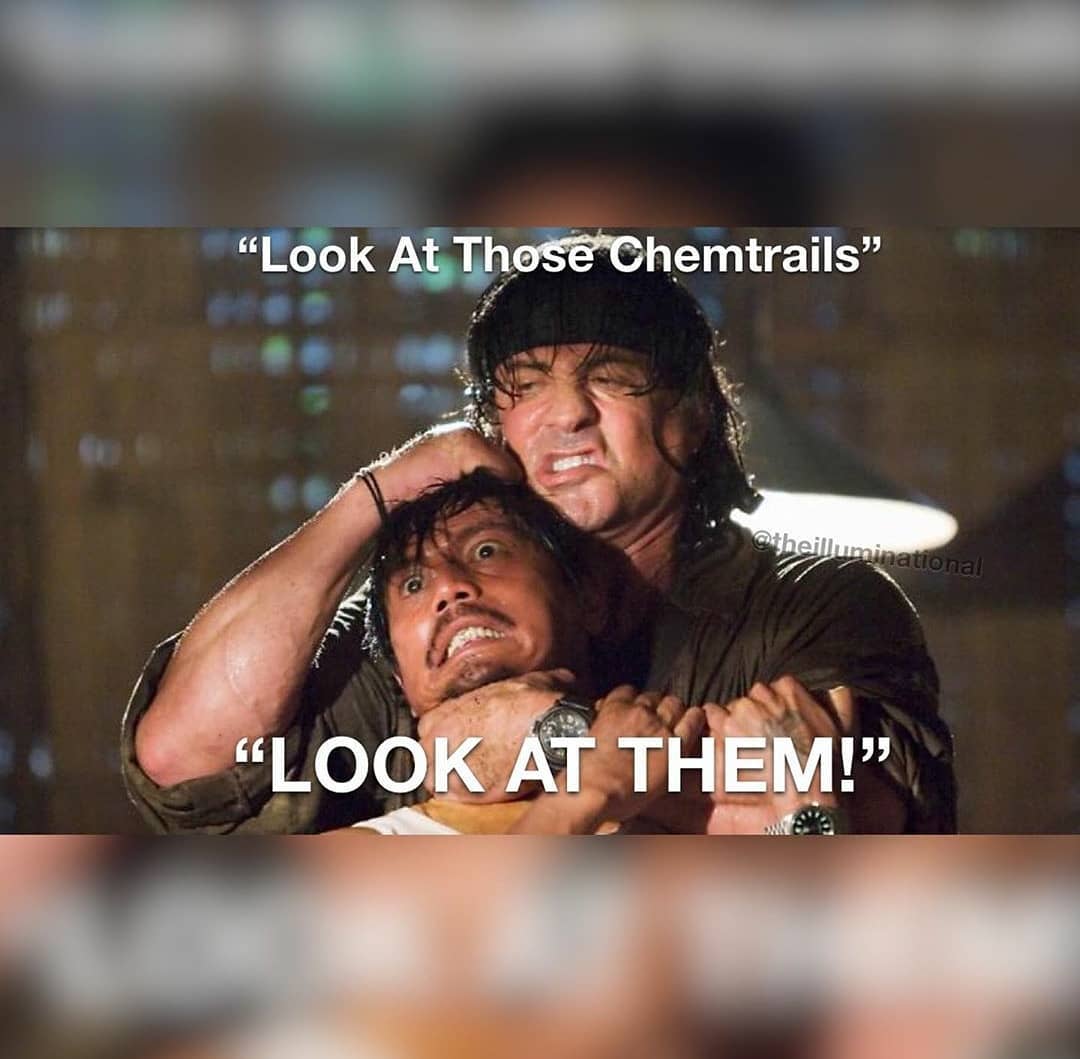 “Look At Those Chemtrails”
@theilluminational
“LOOK AT THEM!”